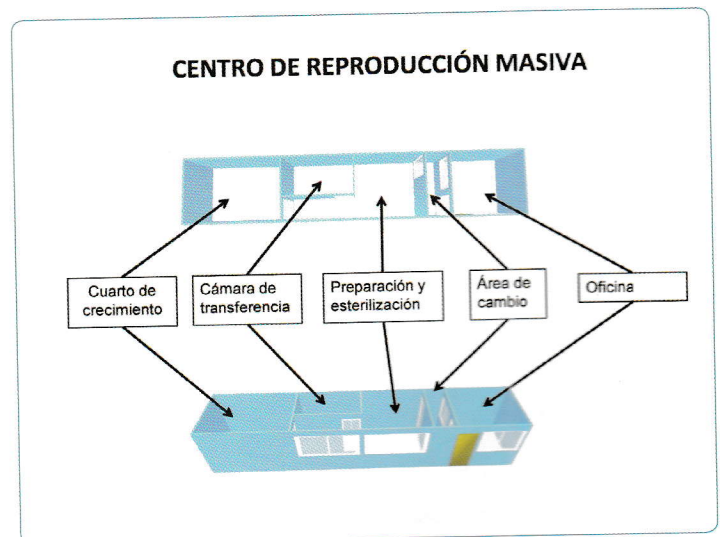 CENTRO DE REPRODUCCIÓN MASIVA
Cuarto de
crecimiento
Cámara de
transferencia
Preparación y
esterilización
Área de
cambio
Oficina